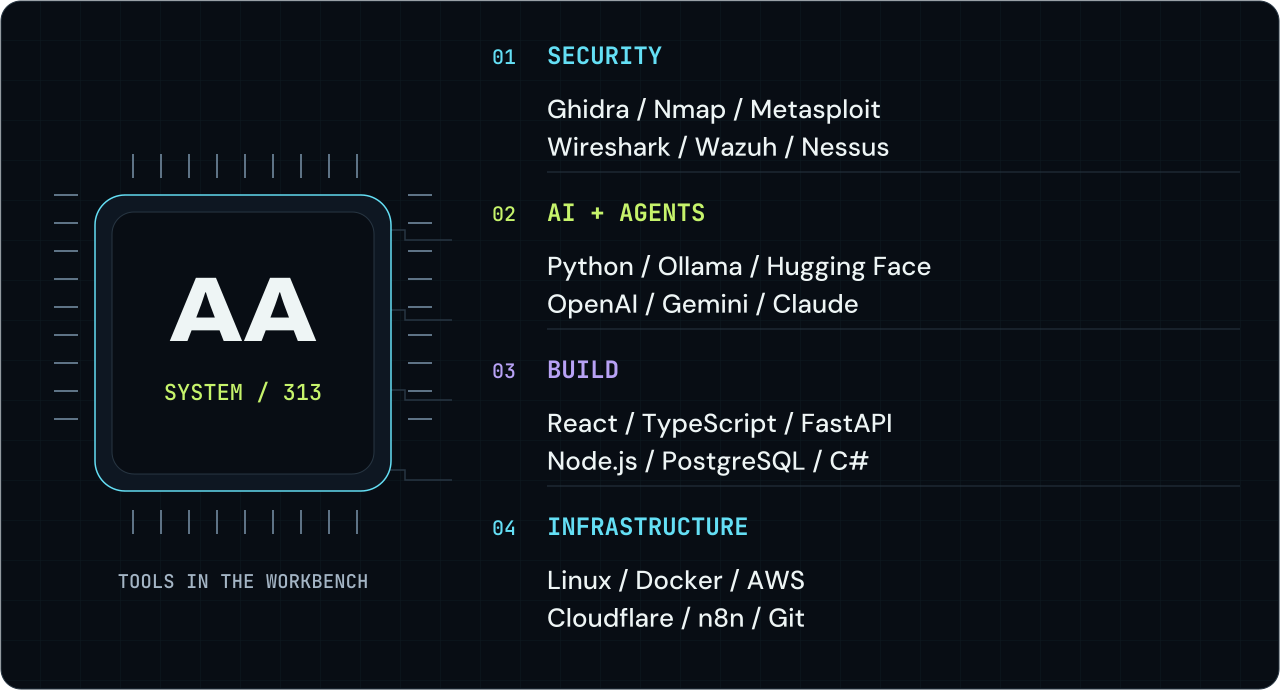 AA
SYSTEM / 313
TOOLS IN THE WORKBENCH
01 SECURITY
Ghidra / Nmap / Metasploit
Wireshark / Wazuh / Nessus
02 AI + AGENTS
Python / Ollama / Hugging Face
OpenAI / Gemini / Claude
03 BUILD
React / TypeScript / FastAPI
Node.js / PostgreSQL / C#
04 INFRASTRUCTURE
Linux / Docker / AWS
Cloudflare / n8n / Git